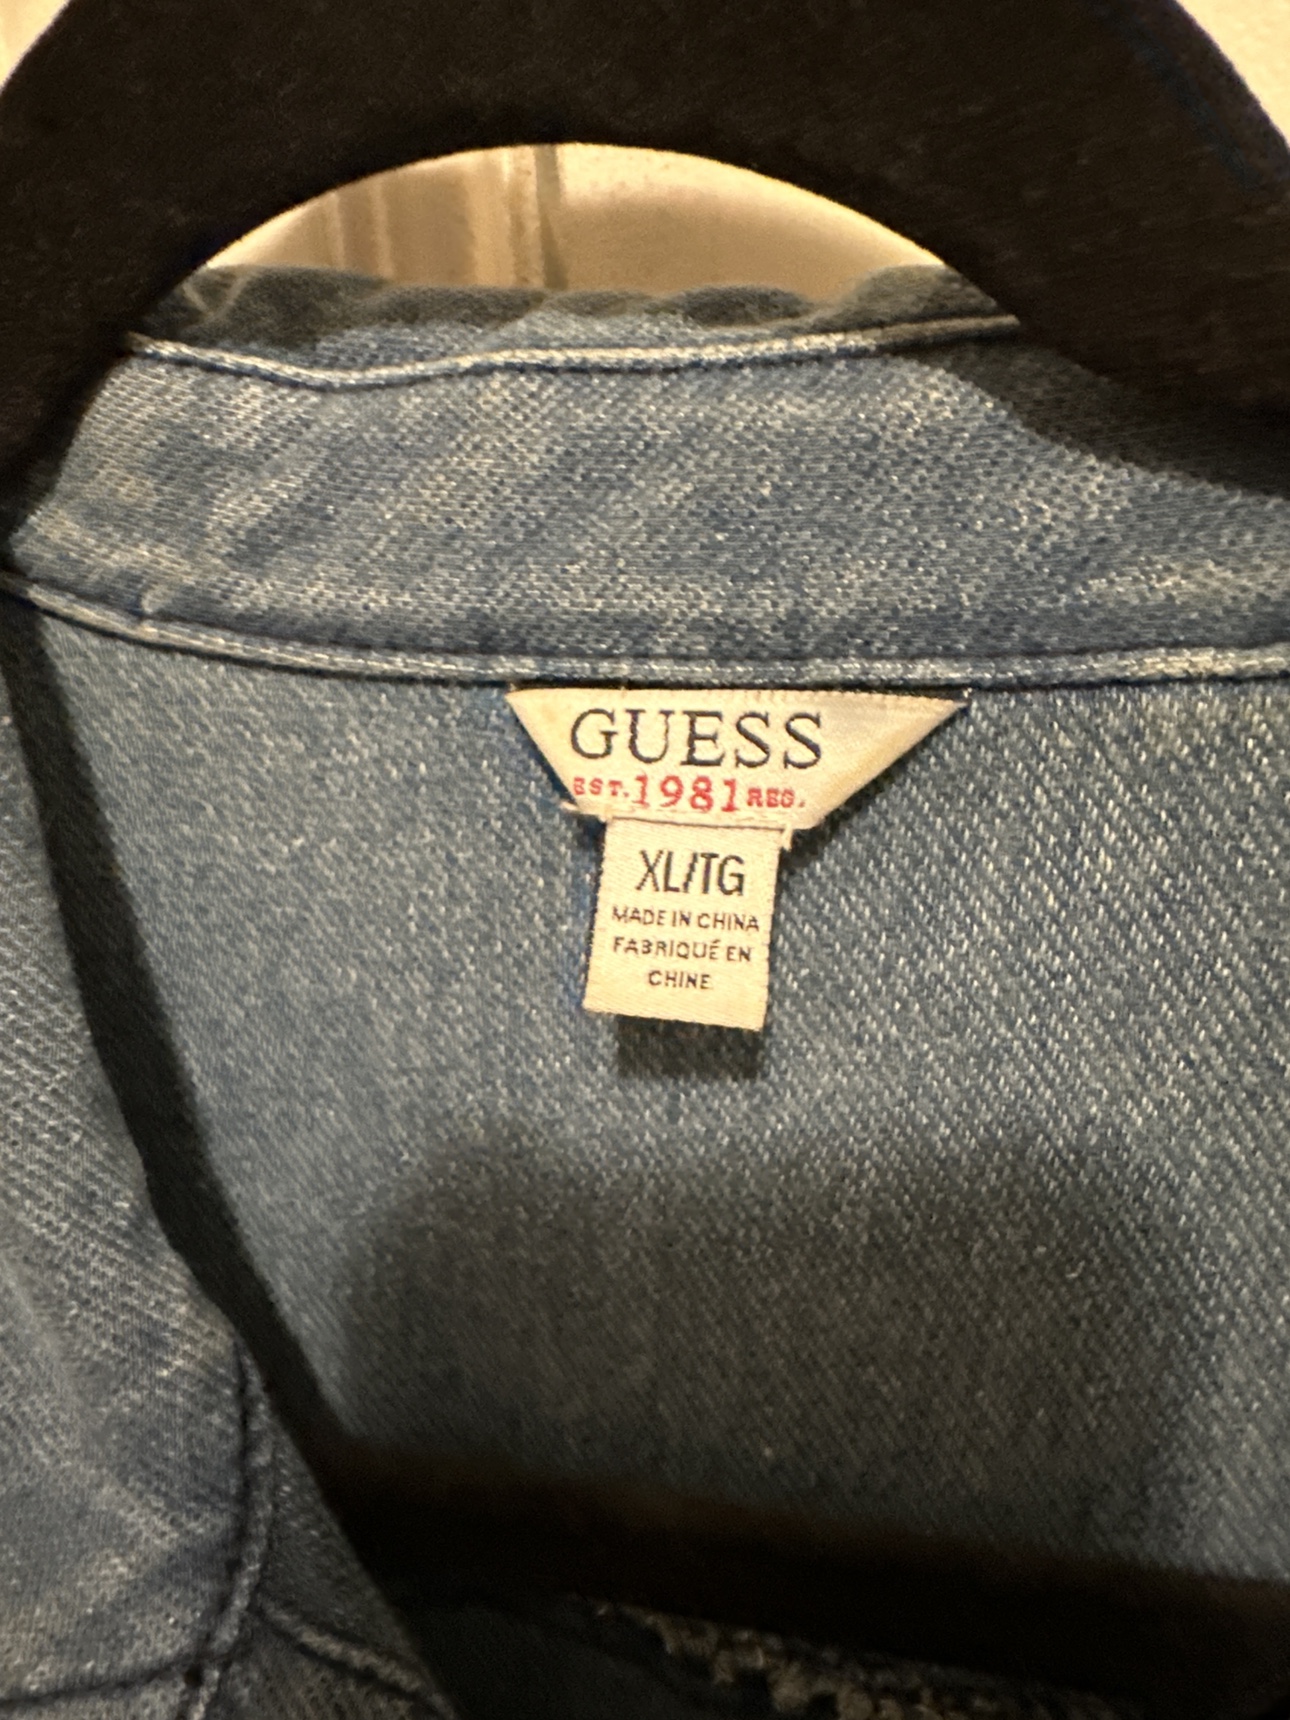 GUESS
EST. 1981 REG.
XL/TG
MADE IN CHINA
FABRIQUÉ EN
CHINE